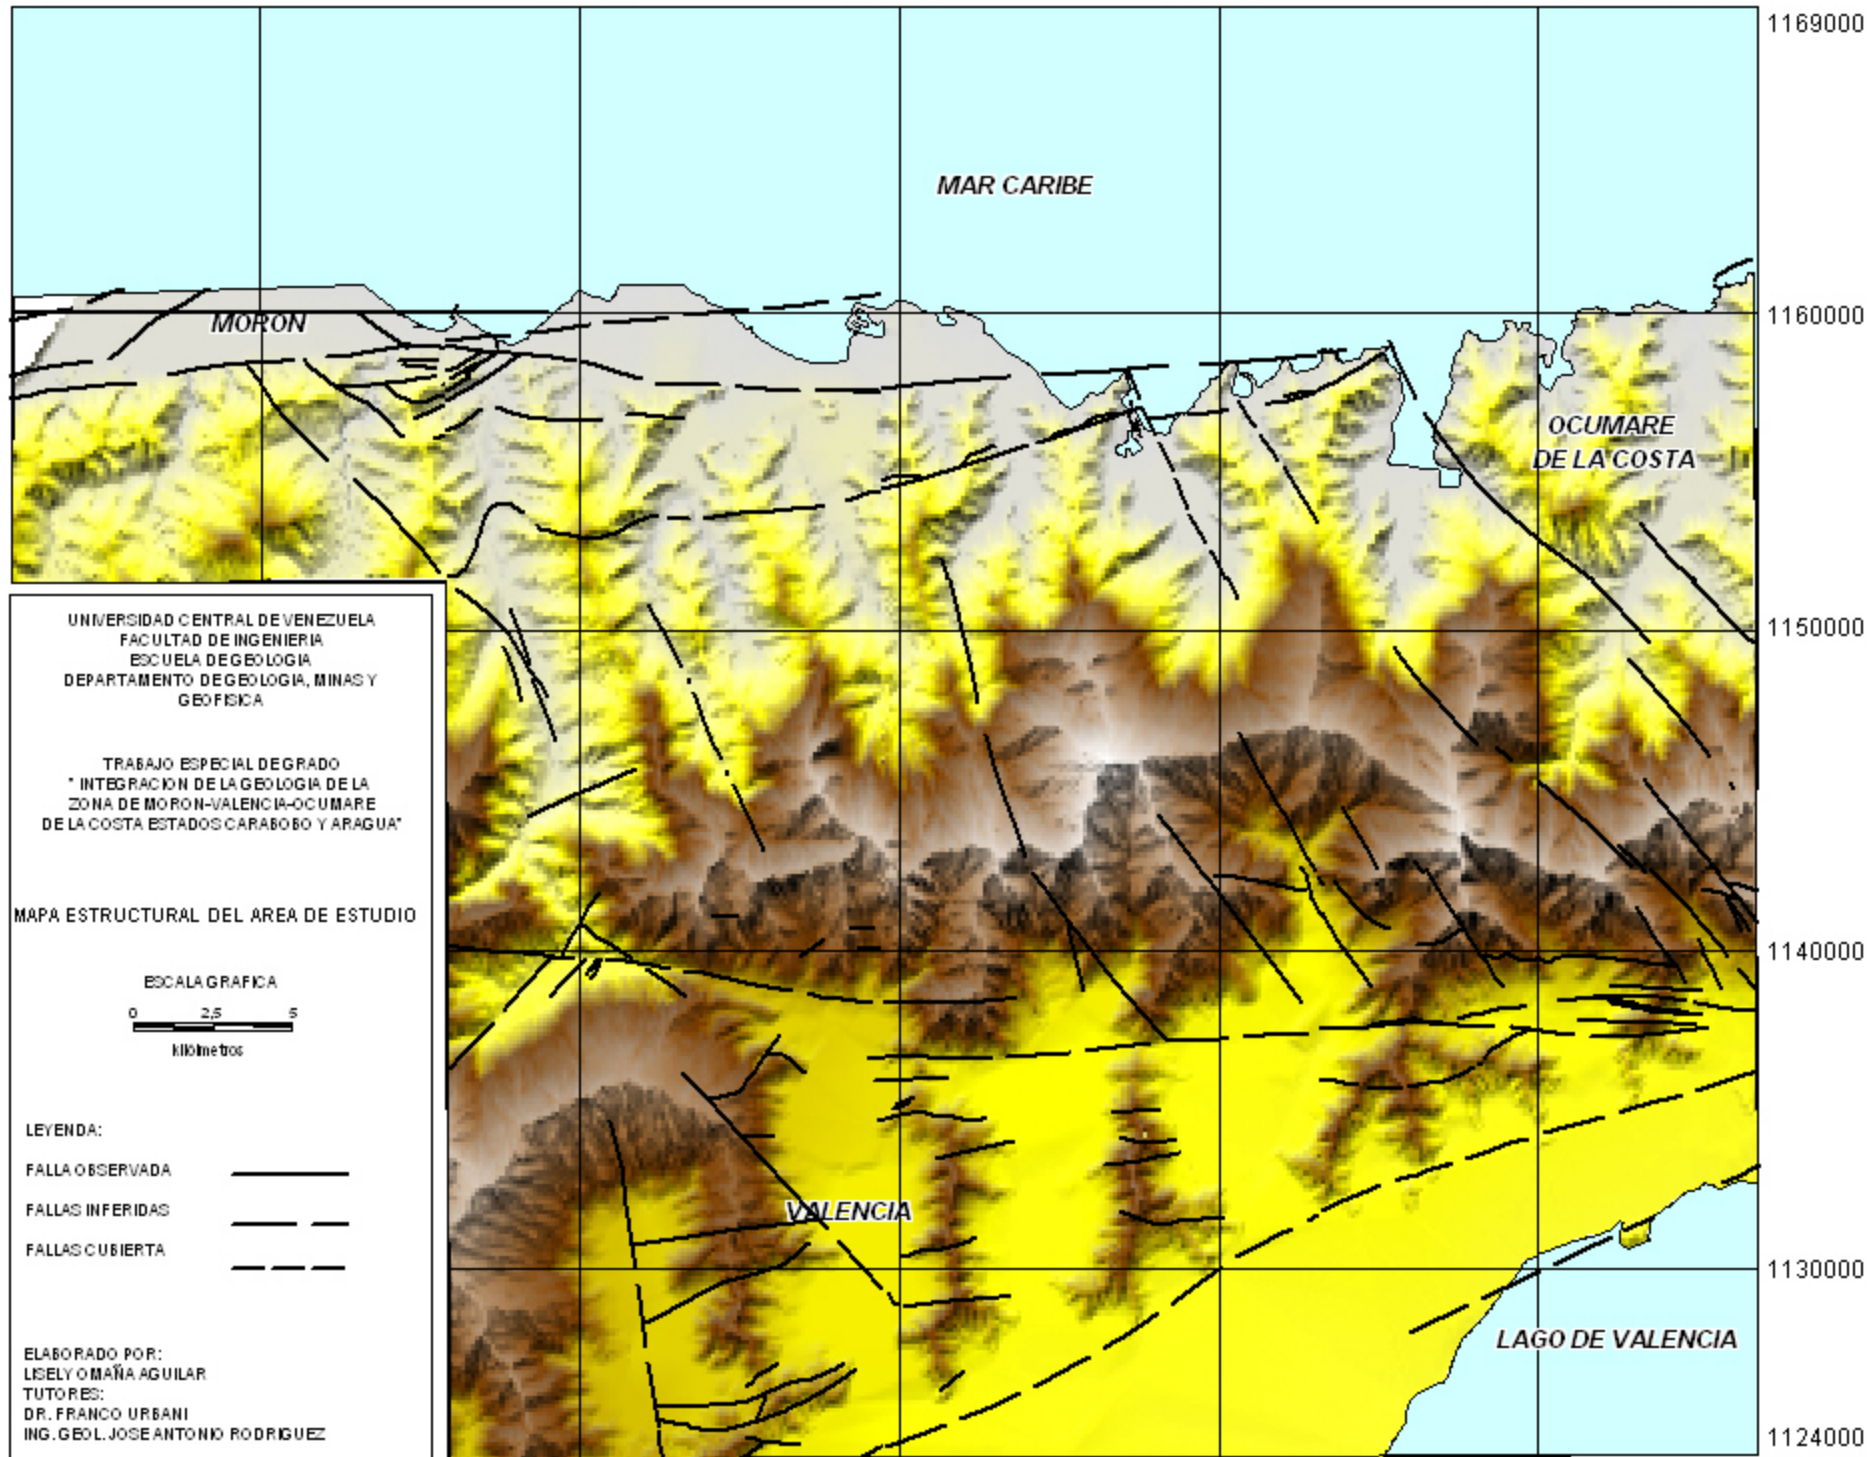 1169000
MAR CARIBE
MORON
1160000
OCUMARE
DE LA COSTA
1150000
1140000
VALENCIA
1130000
LAGO DE VALENCIA
1124000
UNIVERSIDAD CENTRAL DE VENEZUELA
FACULTAD DE INGENIERIA
ESCUELA DE GEOLOGIA
DEPARTAMENTO DE GEOLOGIA, MINAS Y
GEOFISICA
TRABAJO ESPECIAL DE GRADO
" INTEGRACION DE LA GEOLOGIA DE LA
ZONA DE MORON-VALENCIA-OCUMARE
DE LA COSTA ESTADOS CARABOBO Y ARAGUA"
MAPA ESTRUCTURAL DEL AREA DE ESTUDIO
ESCALA GRAFICA
0 2,5 5
kilómetros
LEYENDA:
FALLA OBSERVADA
FALLAS INFERIDAS
FALLAS CUBIERTA
ELABORADO POR:
LISELY OMAÑA AGUILAR
TUTORES:
DR. FRANCO URBANI
ING. GEOL. JOSE ANTONIO RODRIGUEZ